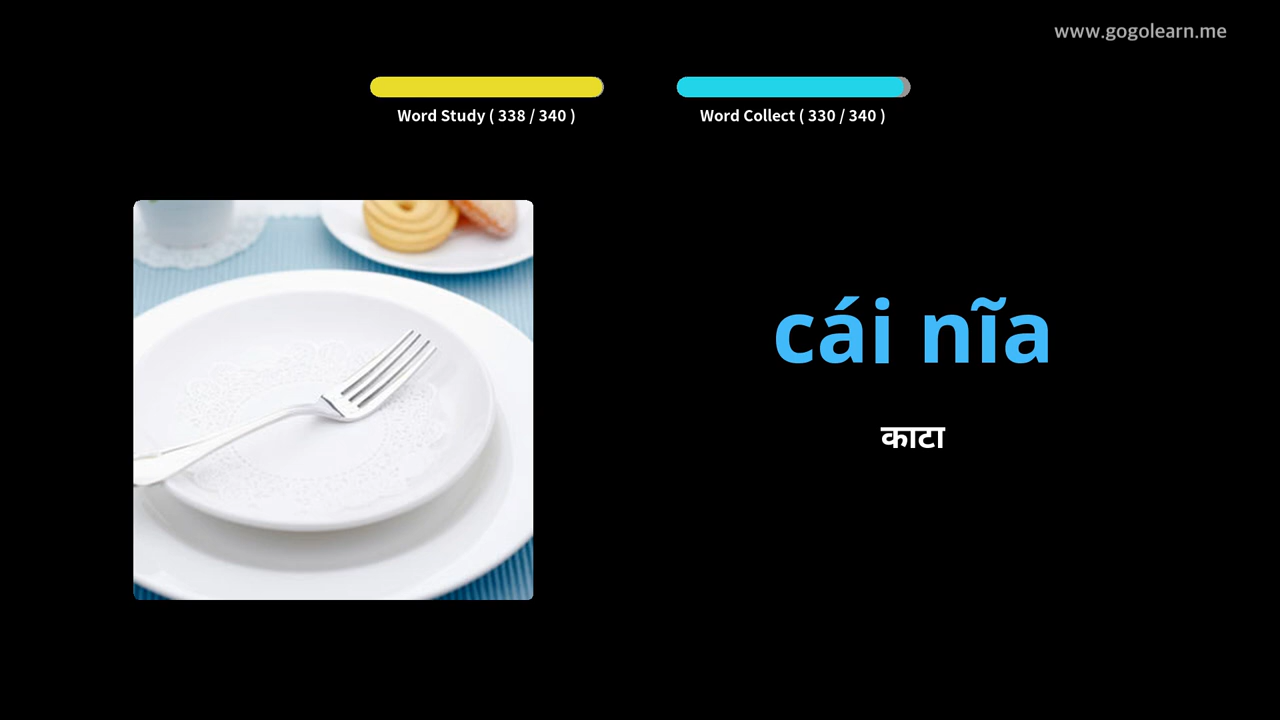 www.gogolearn.me
Word Study ( 338 / 340 )
Word Collect ( 330 / 340 )
cái nĩa
काटा